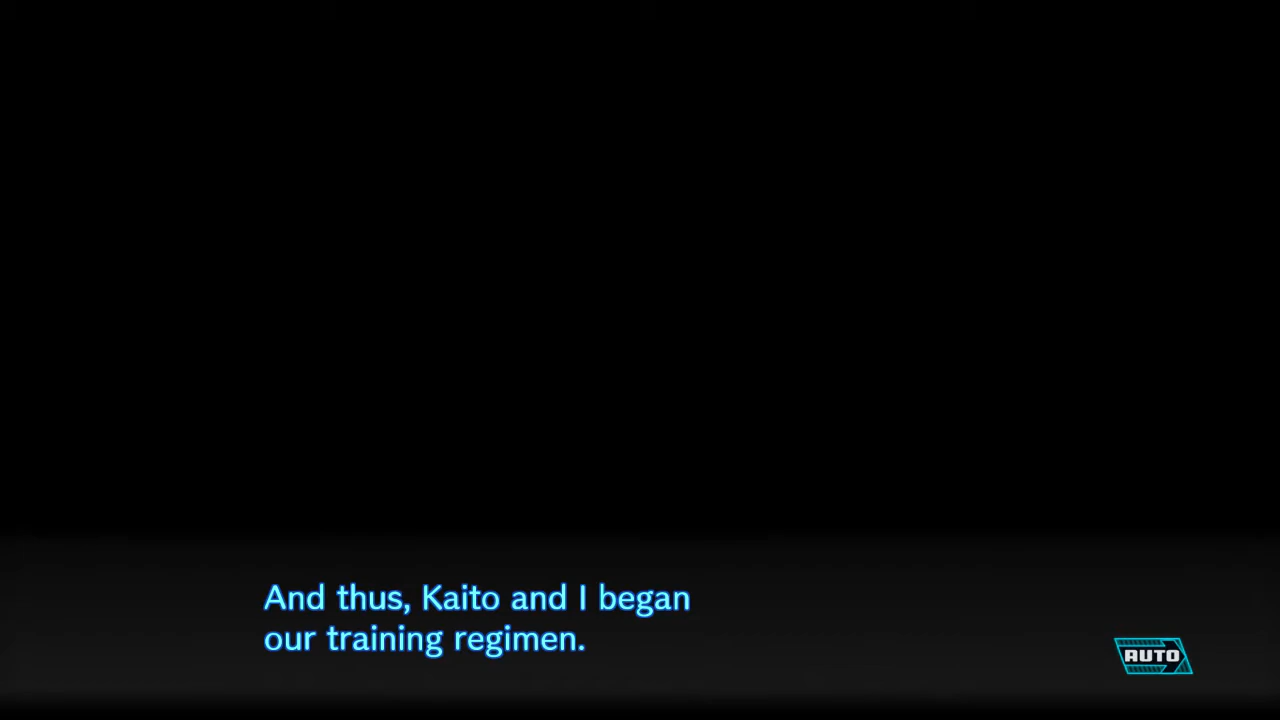 And thus, Kaito and I began
our training regimen.
AUTO